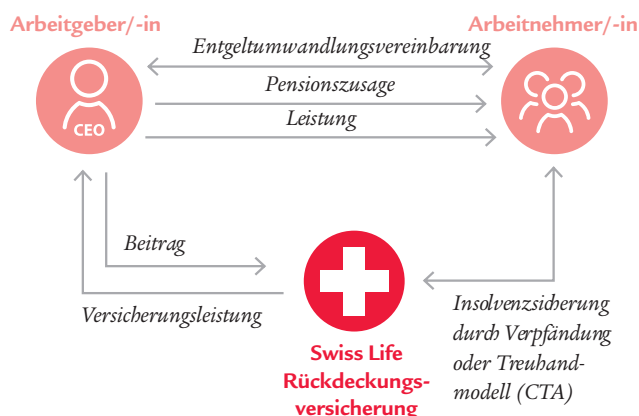 Arbeitgeber/-in
Arbeitnehmer/-in
Entgeltumwandlungsvereinbarung
Pensionszusage
Leistung
CEO
Beitrag
Versicherungsleistung
Swiss Life
Rückdeckungs-
versicherung
Insolvenzsicherung
durch Verpfändung
oder Treuhand-
modell (CTA)